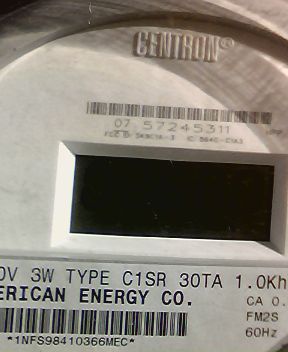 CENTRON®
07 57245311
0V 3W TYPE C1SR 30TA 1.0Kh
ERICAN ENERGY CO.
CA 0.
FM2S
60Hz
*1NFS98410366MEC*